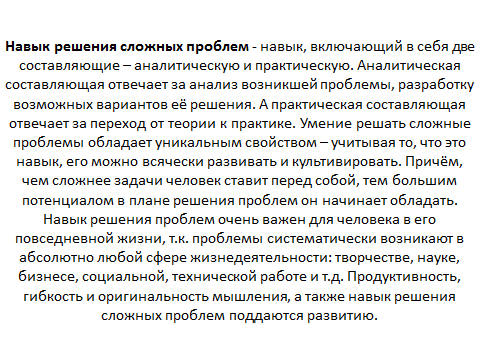 Навык решения сложных проблем - навык, включающий в себя две
составляющие – аналитическую и практическую. Аналитическая
составляющая отвечает за анализ возникшей проблемы, разработку
возможных вариантов её решения. А практическая составляющая
отвечает за переход от теории к практике. Умение решать сложные
проблемы обладает уникальным свойством – учитывая то, что это
навык, его можно всячески развивать и культивировать. Причём,
чем сложнее задачи человек ставит перед собой, тем большим
потенциалом в плане решения проблем он начинает обладать.
Навык решения проблем очень важен для человека в его
повседневной жизни, т.к. проблемы систематически возникают в
абсолютно любой сфере жизнедеятельности: творчестве, науке,
бизнесе, социальной, технической работе и т.д. Продуктивность,
гибкость и оригинальность мышления, а также навык решения
сложных проблем поддаются развитию.